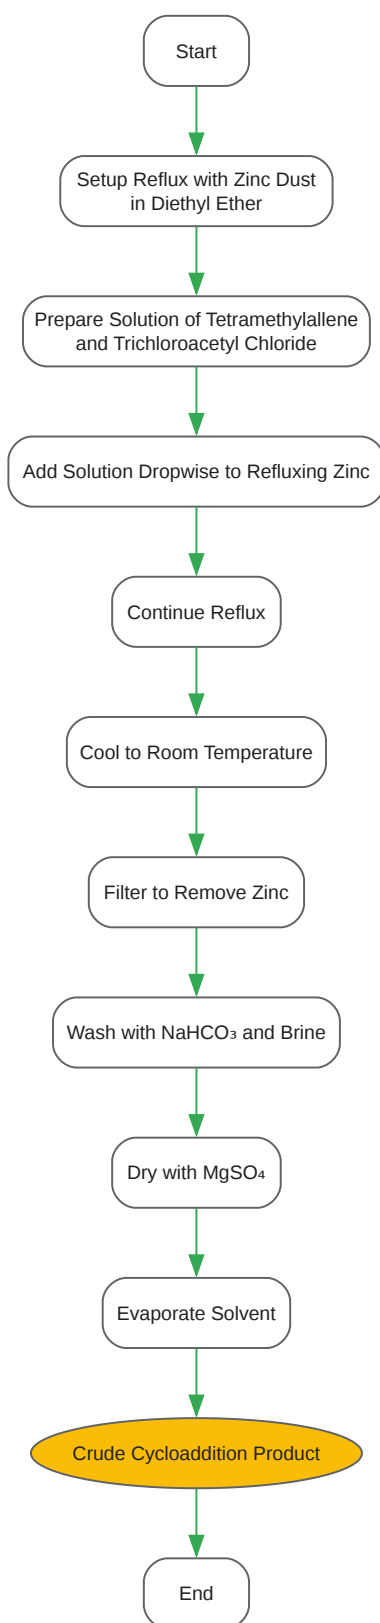 Start
Setup Reflux with Zinc Dust
in Diethyl Ether
Prepare Solution of Tetramethylallene
and Trichloroacetyl Chloride
Add Solution Dropwise to Refluxing Zinc
Continue Reflux
Cool to Room Temperature
Filter to Remove Zinc
Wash with NaHCO₃ and Brine
Dry with MgSO₄
Evaporate Solvent
Crude Cycloaddition Product
End